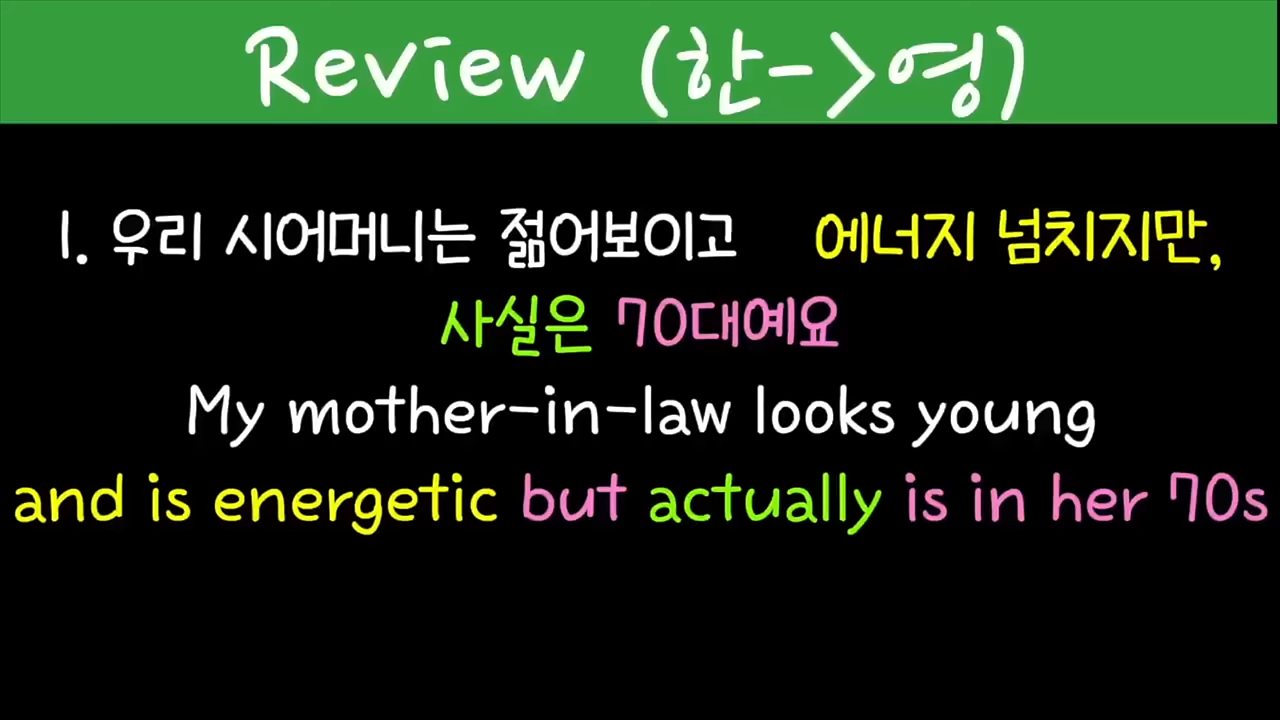 Review (한->영)
1. 우리 시어머니는 젊어보이고 에너지 넘치지만,
사실은 70대예요
My mother-in-law looks young
and is energetic but actually is in her 70s